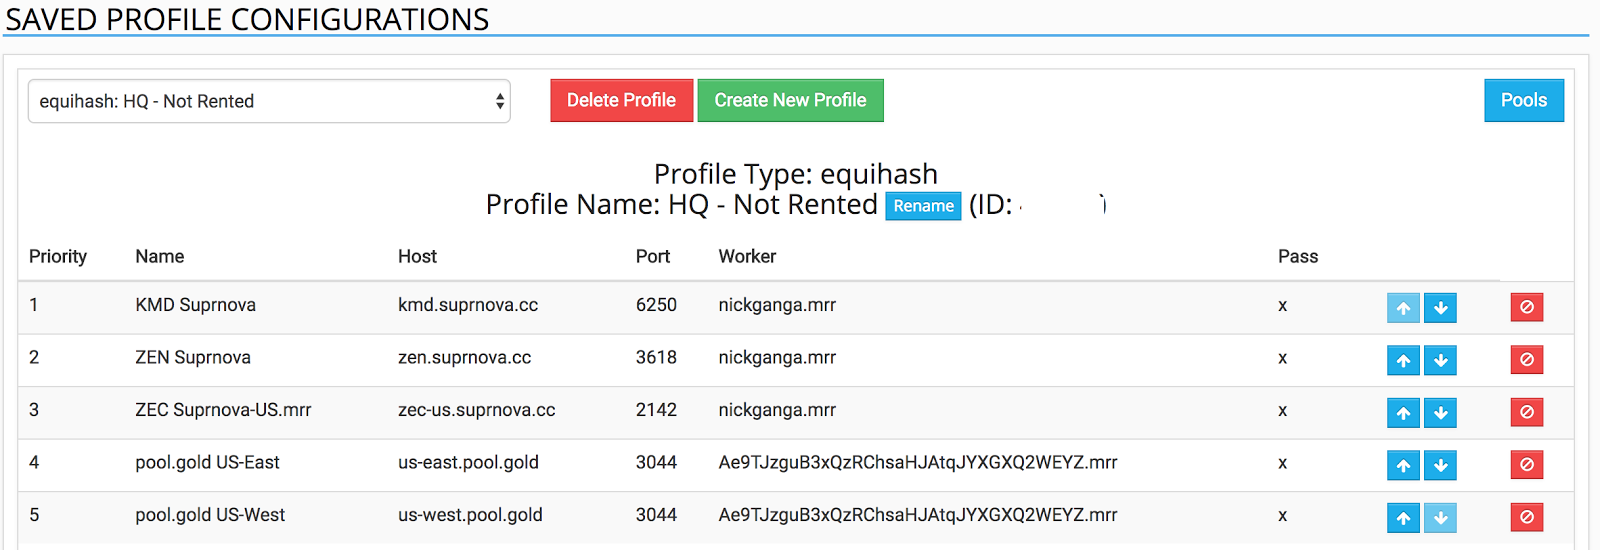 SAVED PROFILE CONFIGURATIONS
equihash: HQ - Not Rented Delete Profile Create New Profile Pools
Profile Type: equihash
Profile Name: HQ - Not Rented Rename (ID: )
Priority Name Host Port Worker Pass
1 KMD Suprnova kmd.suprnova.cc 6250 nickganga.mrr x
2 ZEN Suprnova zen.suprnova.cc 3618 nickganga.mrr x
3 ZEC Suprnova-US.mrr zec-us.suprnova.cc 2142 nickganga.mrr x
4 pool.gold US-East us-east.pool.gold 3044 Ae9TJzguB3xQzRChsaHJAtqJYXGXQ2WEYZ.mrr x
5 pool.gold US-West us-west.pool.gold 3044 Ae9TJzguB3xQzRChsaHJAtqJYXGXQ2WEYZ.mrr x